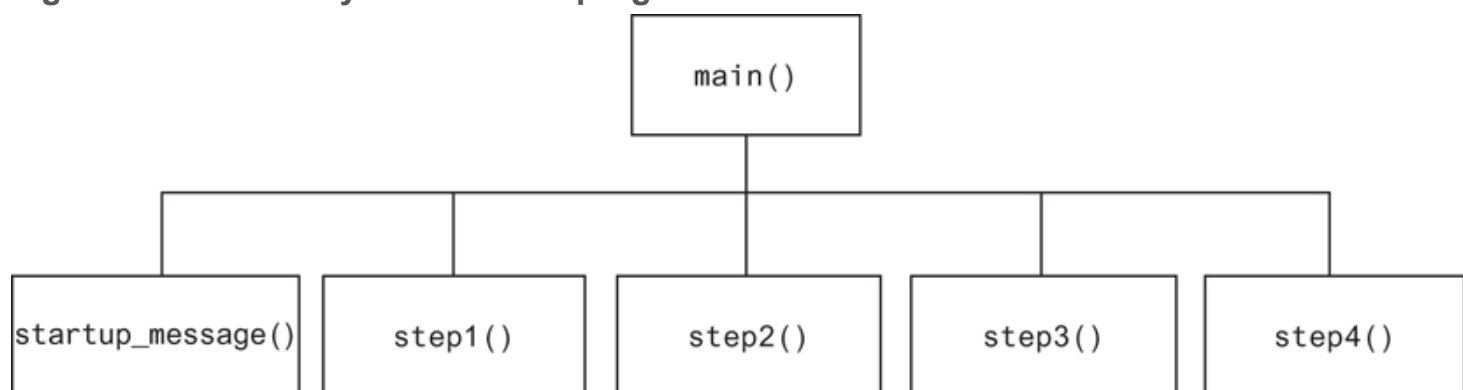 main()
startup_message()
step1()
step2()
step3()
step4()